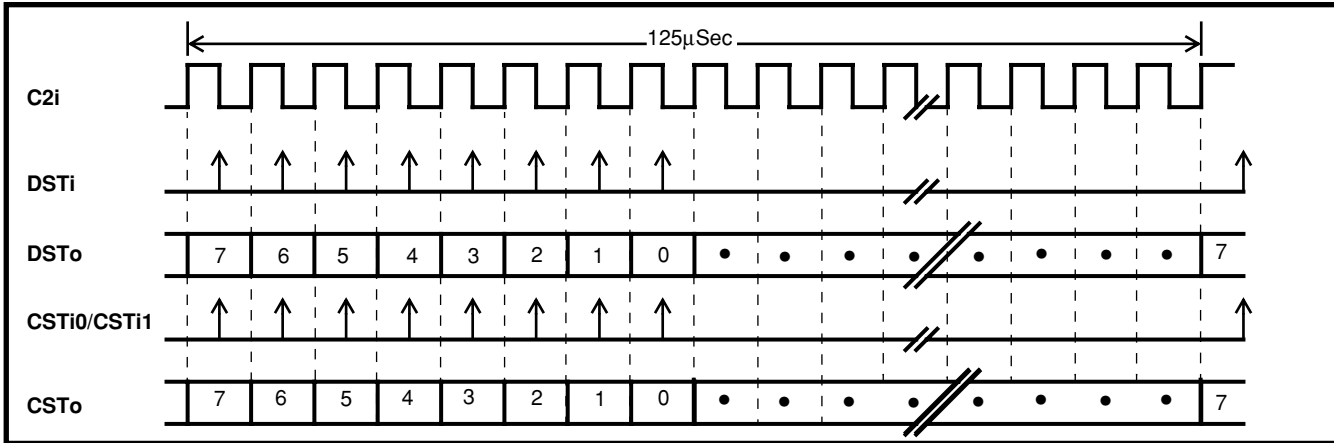 125µSec
C2i
DSTi
DSTo 7 6 5 4 3 2 1 0 • • • • • • • • 7
CSTi0/CSTi1
CSTo 7 6 5 4 3 2 1 0 • • • • • • • • 7